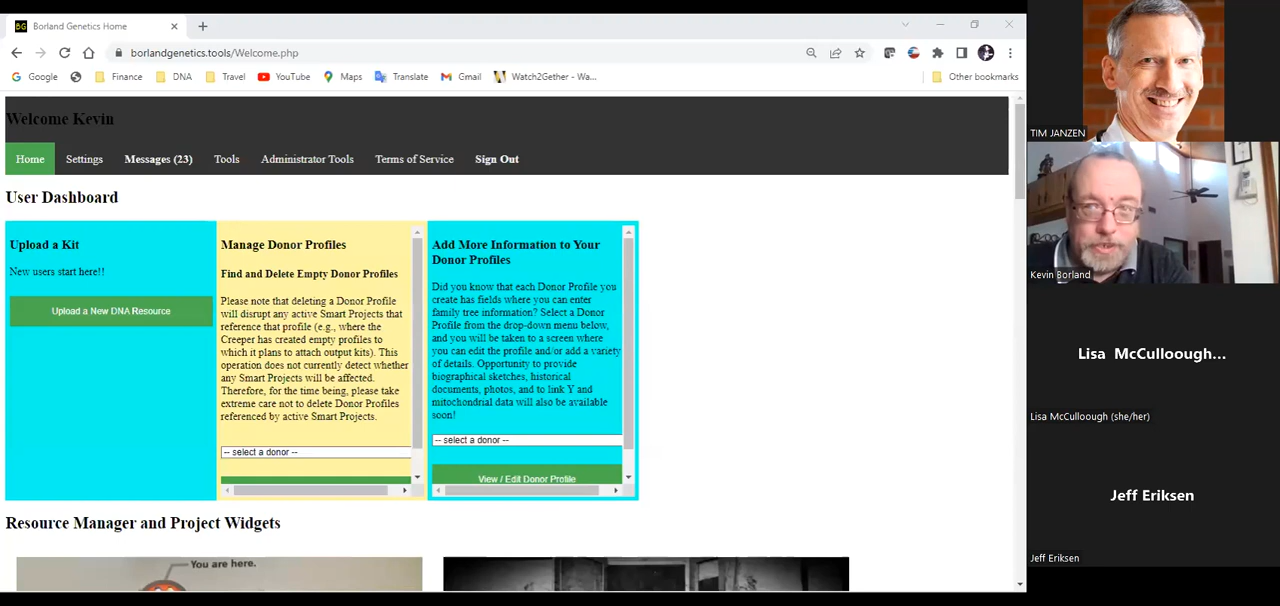 Borland Genetics Home
borlandgenetics.tools/Welcome.php
Google
Finance
DNA
Travel
YouTube
Maps
Translate
Gmail
Watch2Gether - Wa...
Other bookmarks
Welcome Kevin
Home
Settings
Messages (23)
Tools
Administrator Tools
Terms of Service
Sign Out
User Dashboard
Upload a Kit
New users start here!!
Upload a New DNA Resource
Manage Donor Profiles
Find and Delete Empty Donor Profiles
Please note that deleting a Donor Profile
will disrupt any active Smart Projects that
reference that profile (e.g., where the
Creeper has created empty profiles to
which it plans to attach output kits). This
operation does not currently detect whether
any Smart Projects will be affected.
Therefore, for the time being, please take
extreme care not to delete Donor Profiles
referenced by active Smart Projects.
-- select a donor --
Add More Information to Your
Donor Profiles
Did you know that each Donor Profile you
create has fields where you can enter
family tree information? Select a Donor
Profile from the drop-down menu below,
and you will be taken to a screen where
you can edit the profile and/or add a variety
of details. Opportunity to provide
biographical sketches, historical
documents, photos, and to link Y and
mitochondrial data will also be available
soon!
-- select a donor --
View / Edit Donor Profile
Resource Manager and Project Widgets
You are here.
TIM JANZEN
Kevin Borland
Lisa McCulloough...
Lisa McCulloough (she/her)
Jeff Eriksen
Jeff Eriksen